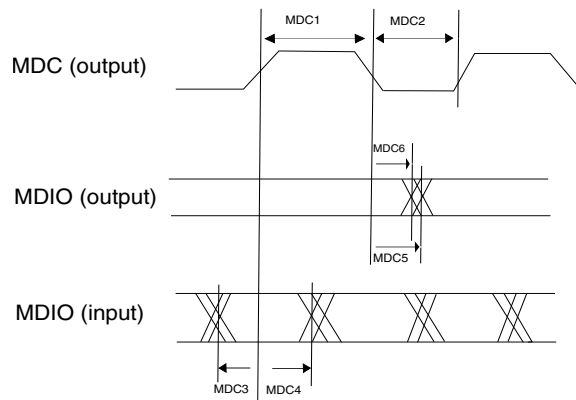 MDC1
MDC2
MDC (output)
MDC6
MDIO (output)
MDC5
MDIO (input)
MDC3
MDC4